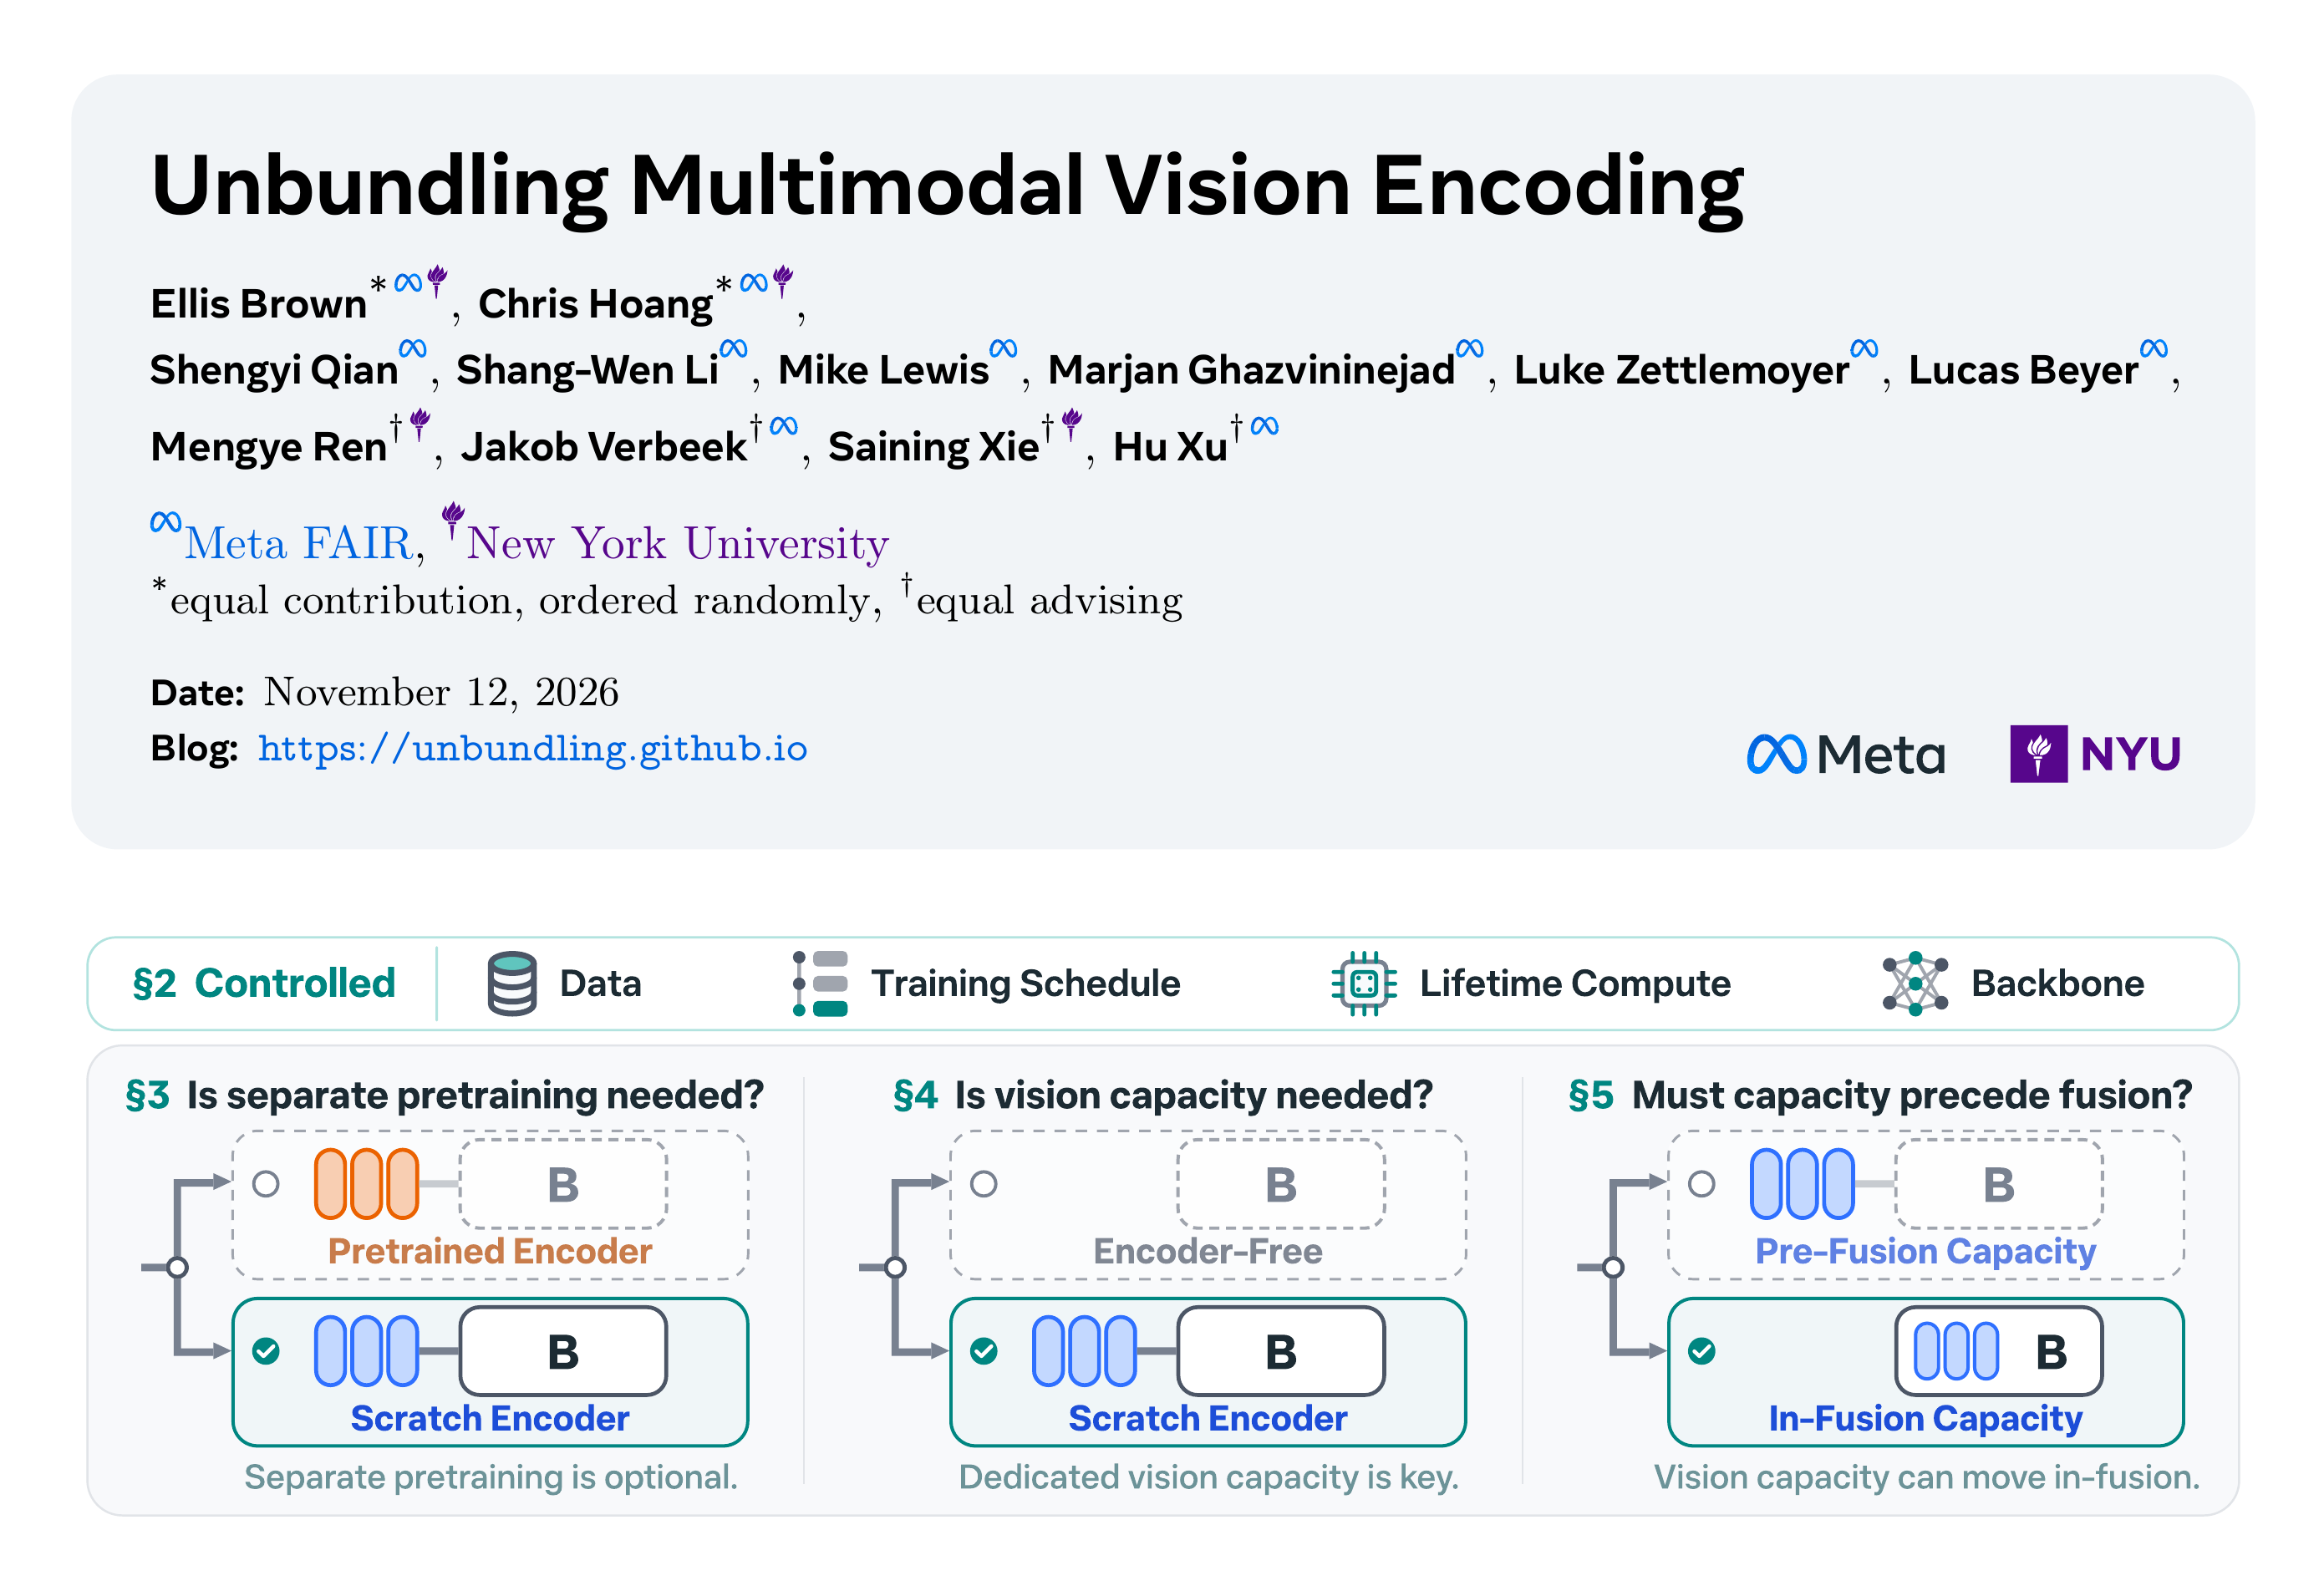 Unbundling Multimodal Vision Encoding
Ellis Brown*, Chris Hoang*,
Shengyi Qian, Shang-Wen Li, Mike Lewis, Marjan Ghazvininejad, Luke Zettlemoyer, Lucas Beyer,
Mengye Ren†, Jakob Verbeek†, Saining Xie†, Hu Xu†
Meta FAIR, New York University
*equal contribution, ordered randomly, †equal advising
Date: November 12, 2026
Blog: https://unbundling.github.io
Meta NYU
§2 Controlled Data Training Schedule Lifetime Compute Backbone
§3 Is separate pretraining needed?
B
Pretrained Encoder
B
Scratch Encoder
Separate pretraining is optional.
§4 Is vision capacity needed?
B
Encoder-Free
B
Scratch Encoder
Dedicated vision capacity is key.
§5 Must capacity precede fusion?
B
Pre-Fusion Capacity
B
In-Fusion Capacity
Vision capacity can move in-fusion.